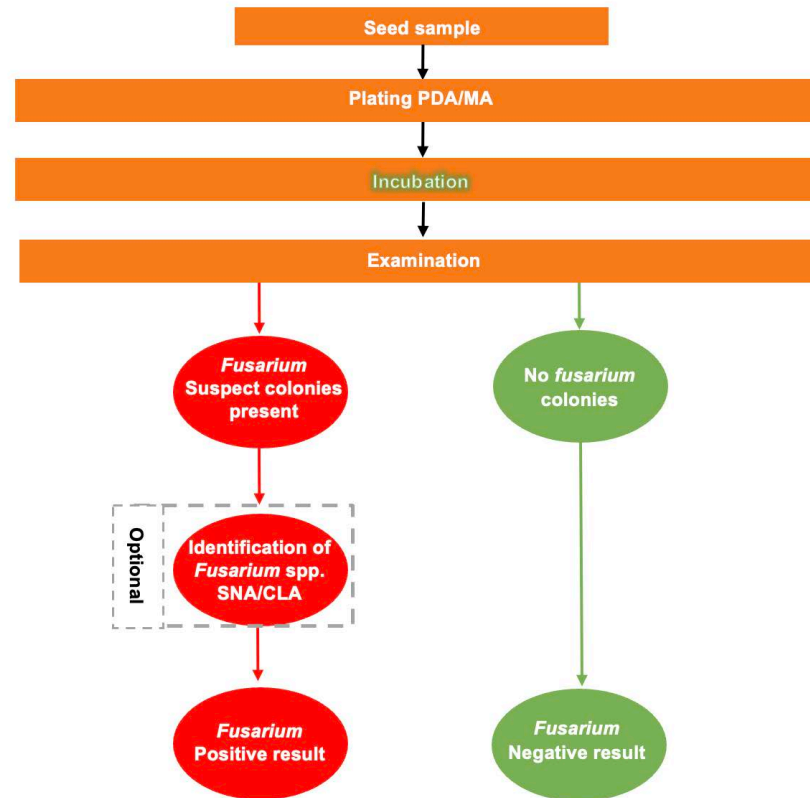 Seed sample
Plating PDA/MA
Incubation
Examination
Fusarium
Suspect colonies
present
No fusarium
colonies
Optional
Identification of
Fusarium spp.
SNA/CLA
Fusarium
Positive result
Fusarium
Negative result